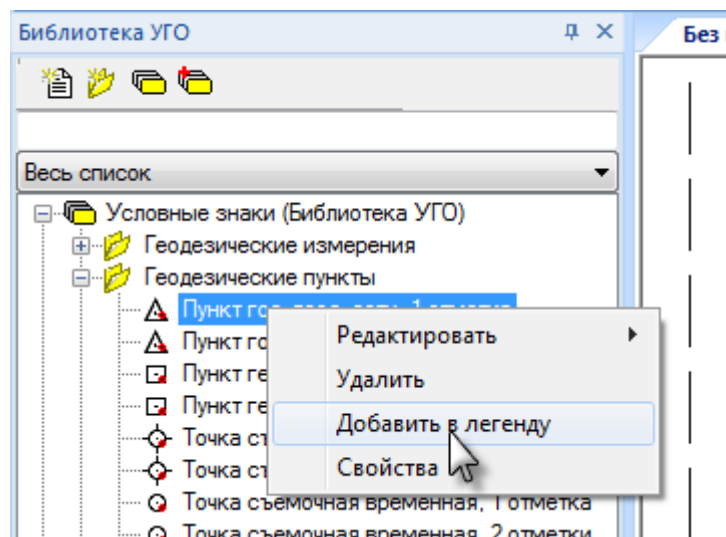 Библиотека УГО
Без
Весь список
Условные знаки (Библиотека УГО)
Геодезические измерения
Геодезические пункты
Пункт
Пункт
Пункт
Пункт
Точка
Точка
Точка съемочная временная, 1 отметка
Точка съемочная временная, 2 отметки
Редактировать
Удалить
Добавить в легенду
Свойства